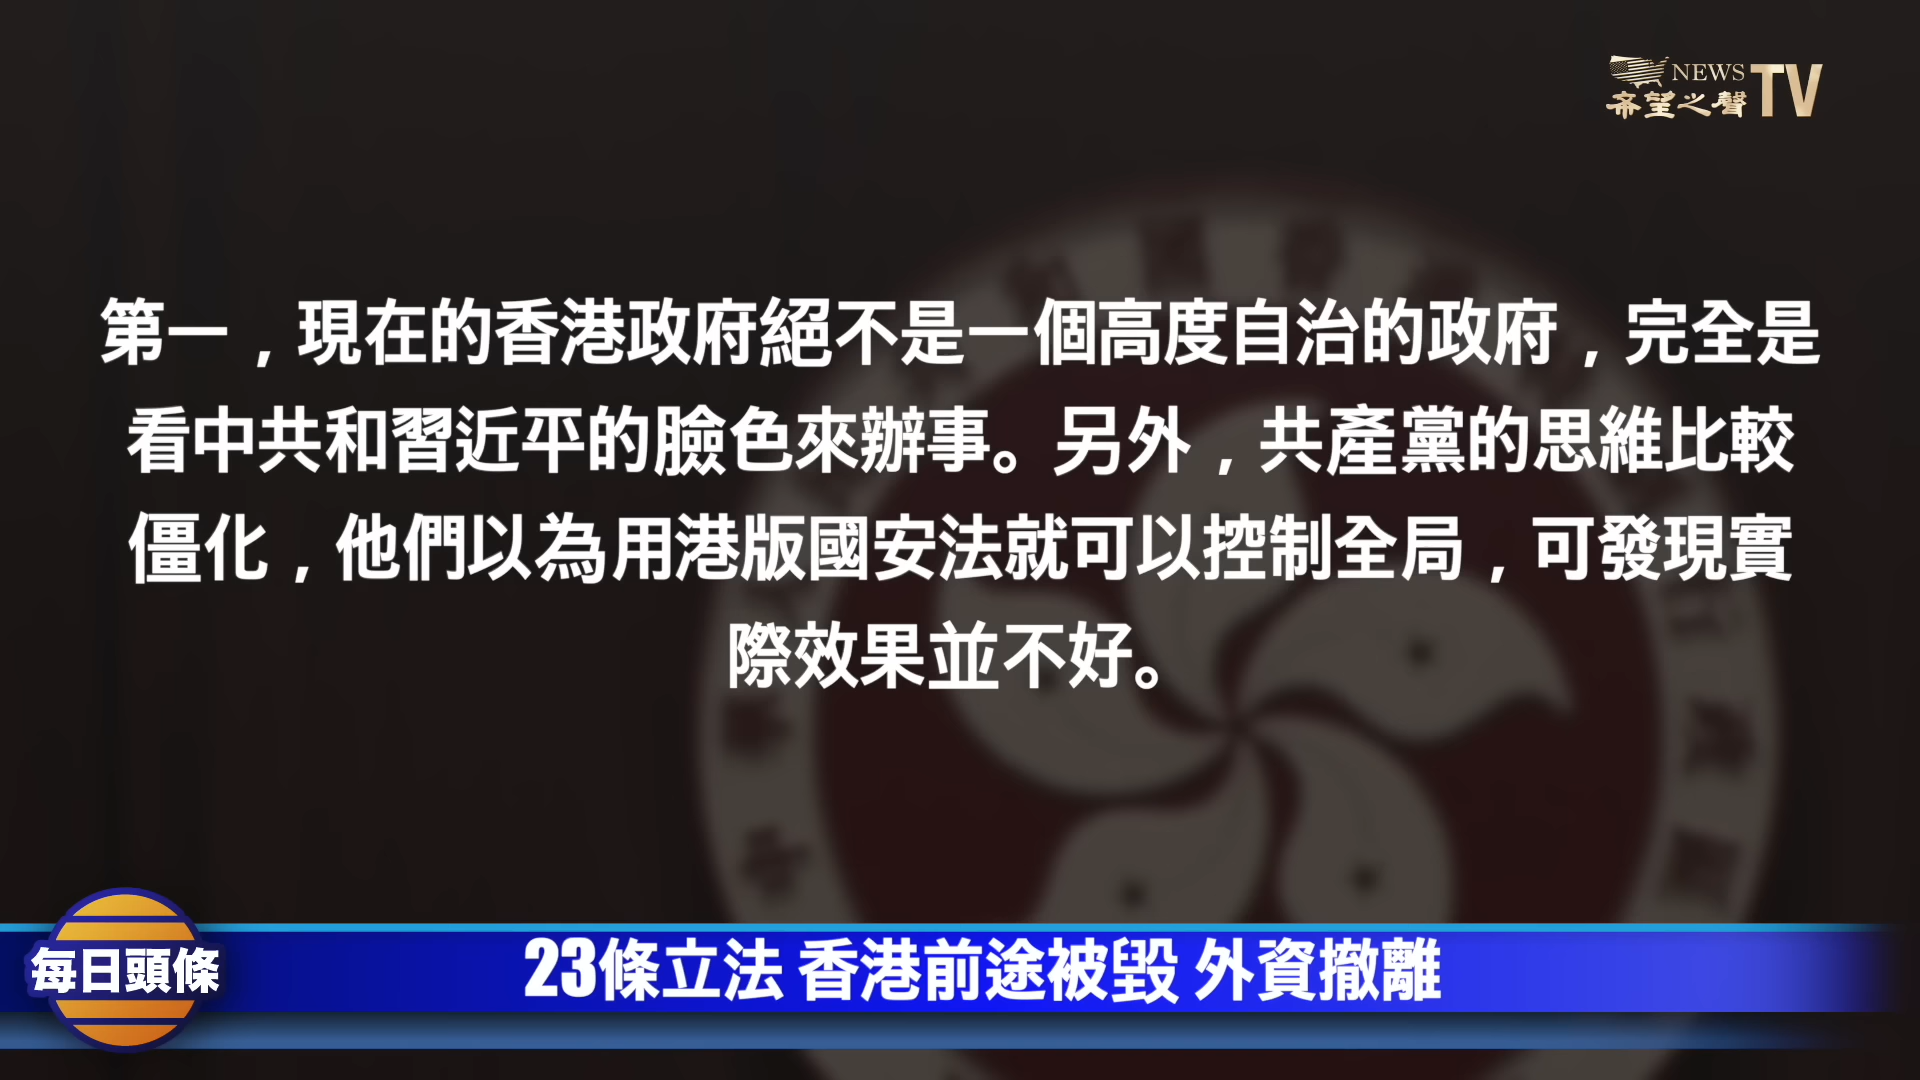 NEWS
希望之聲TV
第一，現在的香港政府絕不是一個高度自治的政府，完全是
看中共和習近平的臉色來辦事。另外，共產黨的思維比較
僵化，他們以為用港版國安法就可以控制全局，可發現實
際效果並不好。
每日頭條
23條立法 香港前途被毀 外資撤離